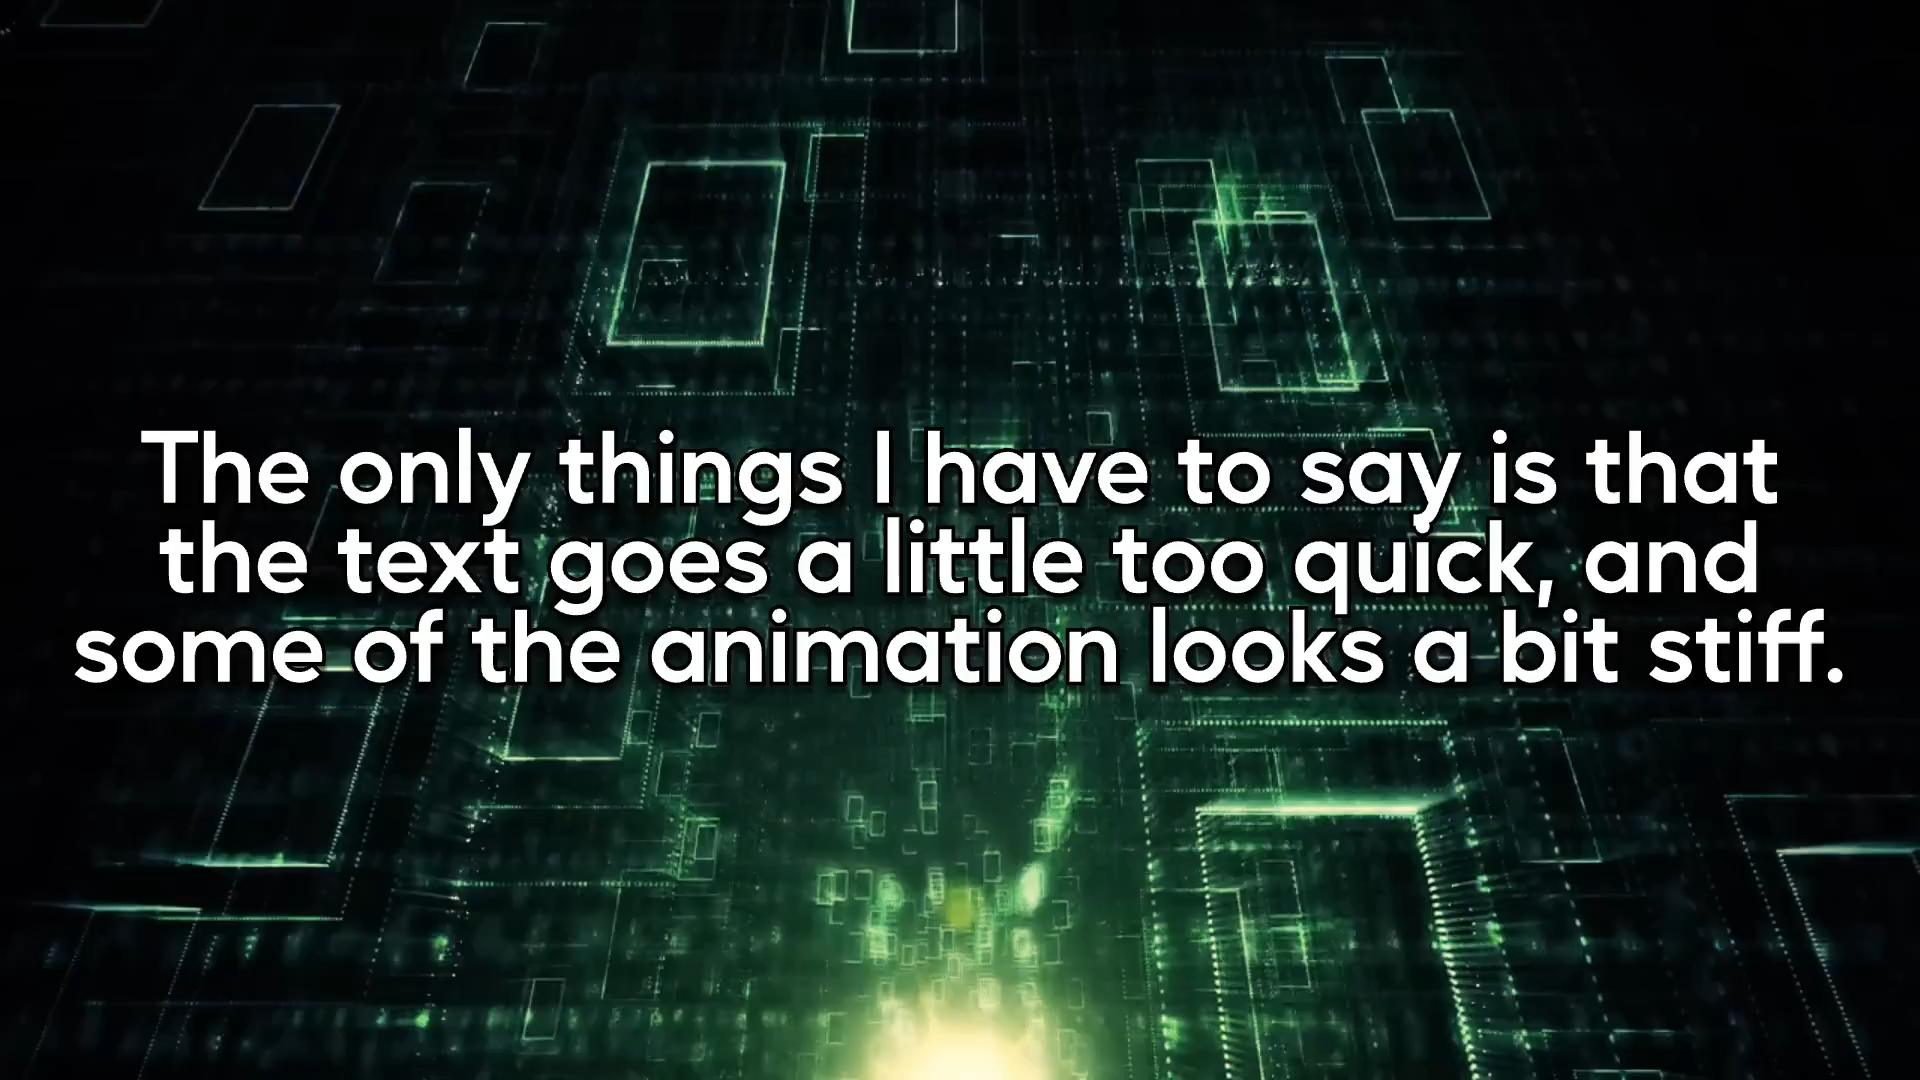 The only things I have to say is that
the text goes a little too quick, and
some of the animation looks a bit stiff.